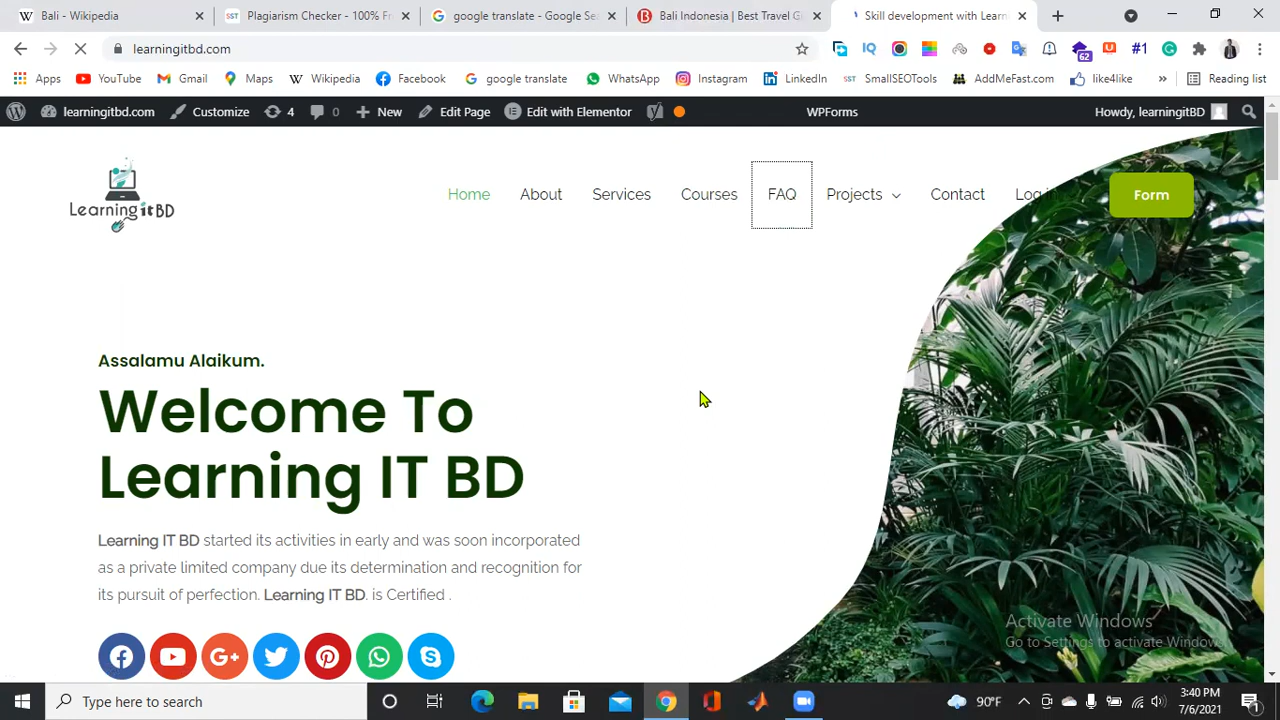 Bali - Wikipedia
Plagiarism Checker - 100% Fr
google translate - Google Sea
Bali Indonesia | Best Travel Gu
Skill development with Learni
learningitbd.com
Apps YouTube Gmail Maps Wikipedia Facebook google translate WhatsApp Instagram LinkedIn SmallSEOTools AddMeFast.com like4like » Reading list
learningitbd.com Customize 4 0 New Edit Page Edit with Elementor WPForms Howdy, learningitBD
Home About Services Courses FAQ Projects Contact Log in Form
Learning it BD
Assalamu Alaikum.
Welcome To
Learning IT BD
Learning IT BD started its activities in early and was soon incorporated
as a private limited company due its determination and recognition for
its pursuit of perfection. Learning IT BD. is Certified .
Activate Windows
Go to Settings to activate Windows.
Type here to search
90°F
3:40 PM
7/6/2021